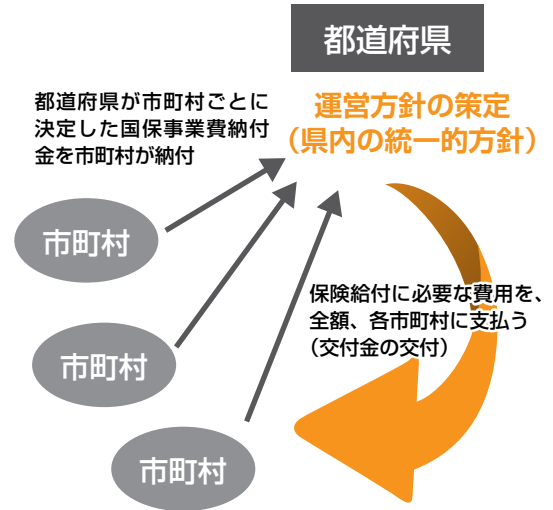 都道府県
運営方針の策定
（県内の統一的方針）
都道府県が市町村ごとに
決定した国保事業費納付
金を市町村が納付
市町村
保険給付に必要な費用を、
全額、各市町村に支払う
（交付金の交付）
市町村
市町村